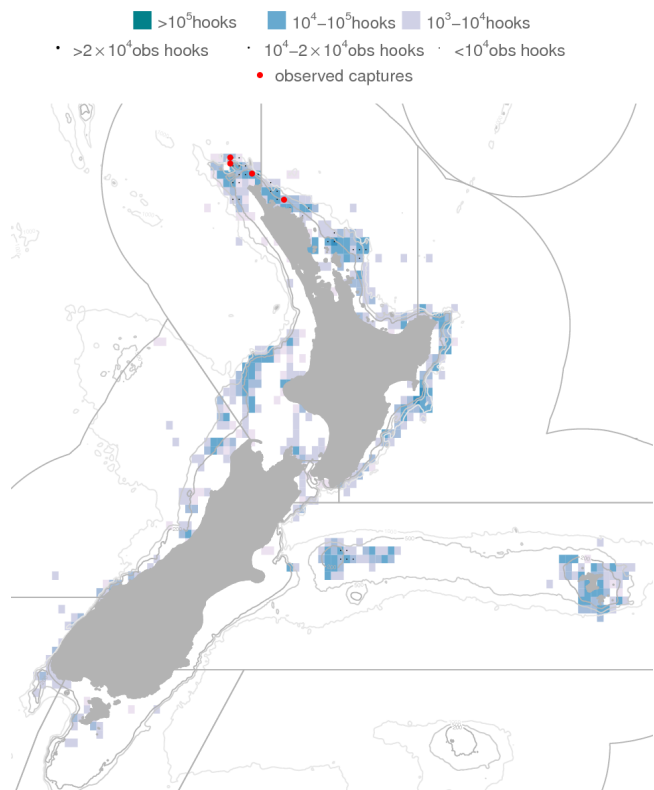 >10⁵hooks 10⁴–10⁵hooks 10³–10⁴hooks
>2×10⁴obs hooks 10⁴–2×10⁴obs hooks <10⁴obs hooks
observed captures